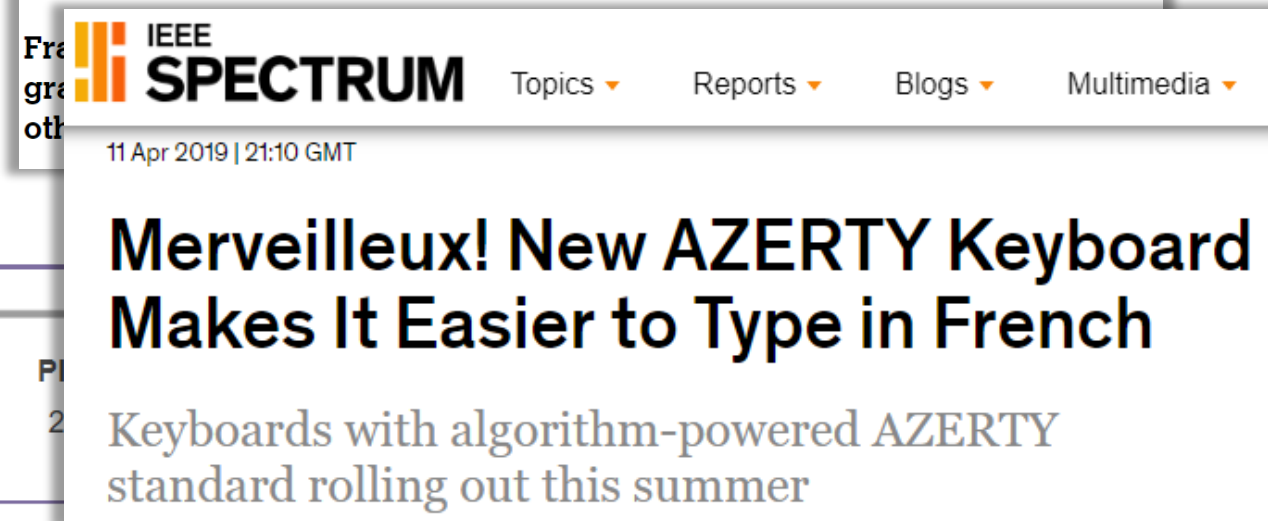 IEEE
SPECTRUM
Topics Reports Blogs Multimedia
11 Apr 2019 | 21:10 GMT
Merveilleux! New AZERTY Keyboard
Makes It Easier to Type in French
Keyboards with algorithm-powered AZERTY
standard rolling out this summer